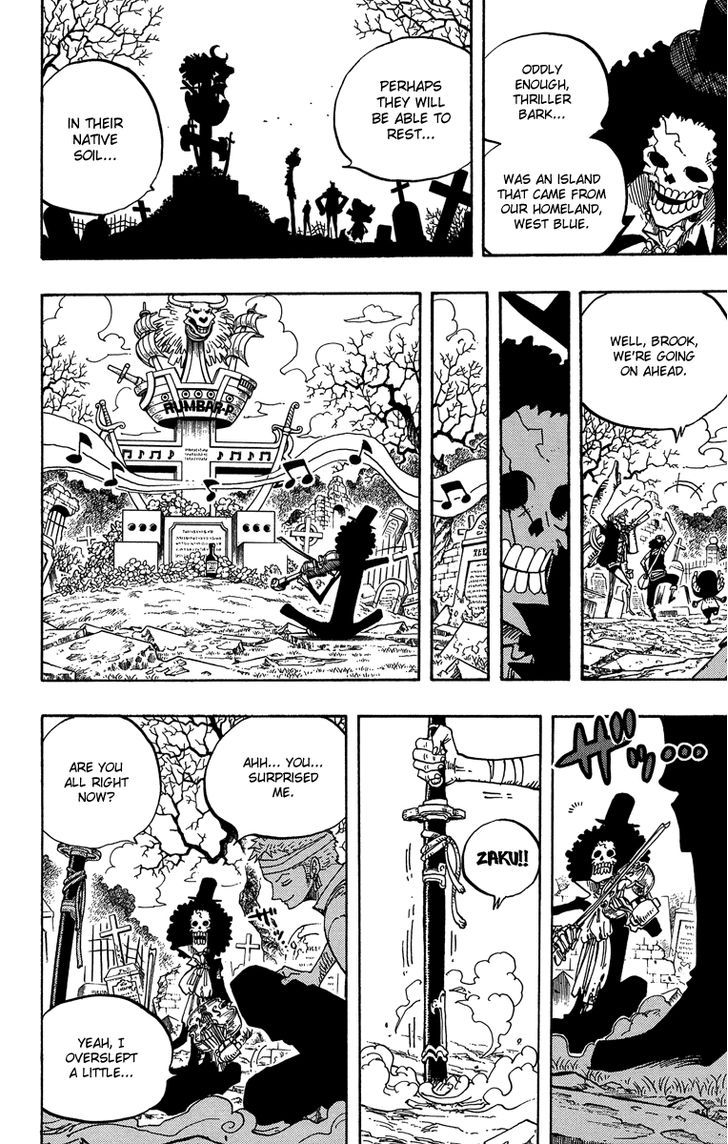 ODDLY
ENOUGH,
THRILLER
BARK...
WAS AN ISLAND
THAT CAME FROM
OUR HOMELAND,
WEST BLUE.
PERHAPS
THEY WILL
BE ABLE TO
REST...
IN THEIR
NATIVE
SOIL...
WELL, BROOK,
WE'RE GOING
ON AHEAD.
RUMBAR-P
ザッ...
ZAKU!!
AHH... YOU...
SURPRISED
ME.
ARE YOU
ALL RIGHT
NOW?
YEAH, I
OVERSLEPT
A LITTLE...